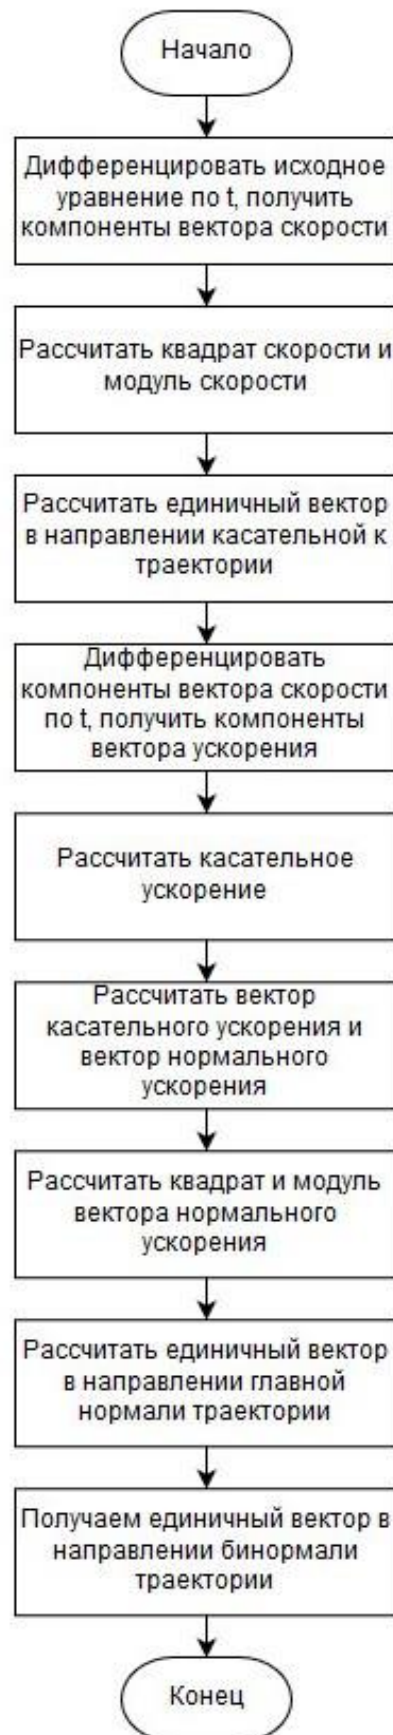 Начало
Дифференцировать исходное
уравнение по t, получить
компоненты вектора скорости
Рассчитать квадрат скорости и
модуль скорости
Рассчитать единичный вектор
в направлении касательной к
траектории
Дифференцировать
компоненты вектора скорости
по t, получить компоненты
вектора ускорения
Рассчитать касательное
ускорение
Рассчитать вектор
касательного ускорения и
вектор нормального
ускорения
Рассчитать квадрат и модуль
вектора нормального
ускорения
Рассчитать единичный вектор
в направлении главной
нормали траектории
Получаем единичный вектор в
направлении бинормали
траектории
Конец